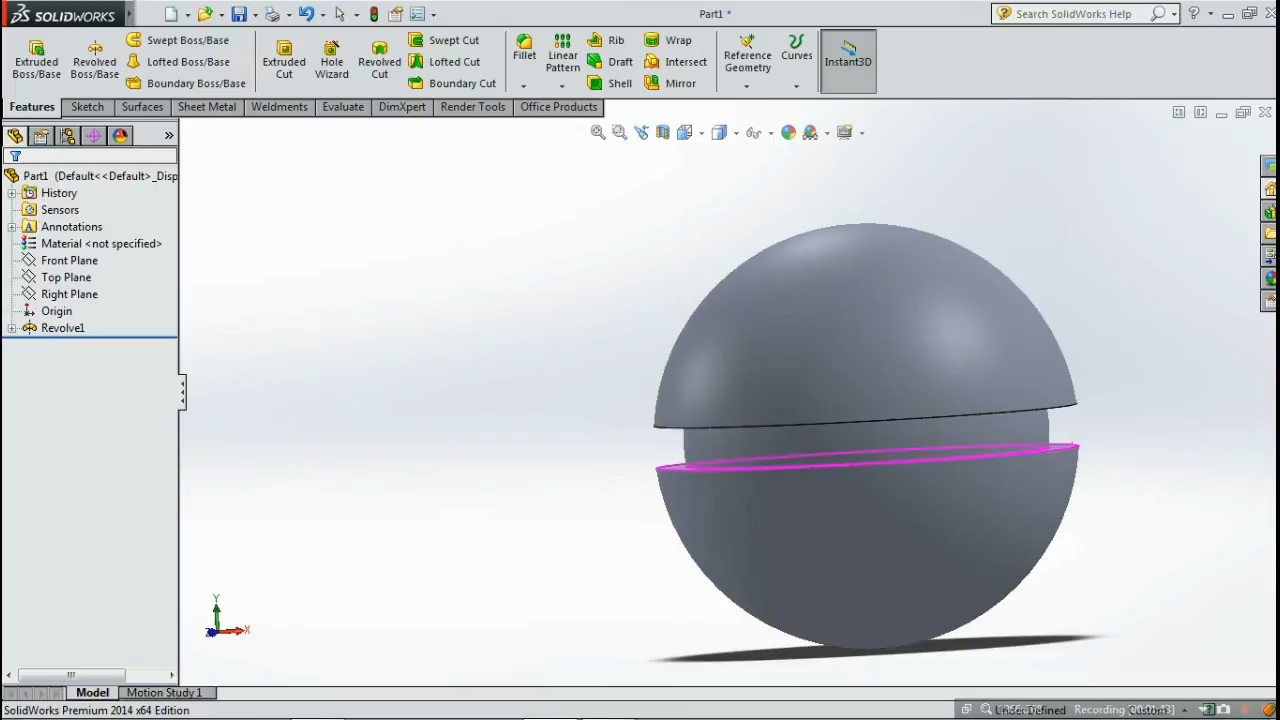 SOLIDWORKS
Part1 *
Search SolidWorks Help
Extruded Boss/Base
Revolved Boss/Base
Swept Boss/Base
Lofted Boss/Base
Boundary Boss/Base
Extruded Cut
Hole Wizard
Revolved Cut
Swept Cut
Lofted Cut
Boundary Cut
Fillet
Linear Pattern
Rib
Draft
Shell
Wrap
Intersect
Mirror
Reference Geometry
Curves
Instant3D
Features
Sketch
Surfaces
Sheet Metal
Weldments
Evaluate
DimXpert
Render Tools
Office Products
Part1 (Default<<Default>_Disp
History
Sensors
Annotations
Material <not specified>
Front Plane
Top Plane
Right Plane
Origin
Revolve1
Y
X
Z
Model
Motion Study 1
SolidWorks Premium 2014 x64 Edition
Under Defined
Recording
Custom